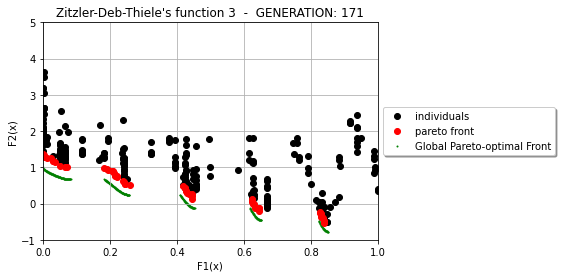 Zitzler-Deb-Thiele's function 3 - GENERATION: 171
5
4
3
2
1
0
−1
F2(x)
0.0 0.2 0.4 0.6 0.8 1.0
F1(x)
individuals
pareto front
Global Pareto-optimal Front